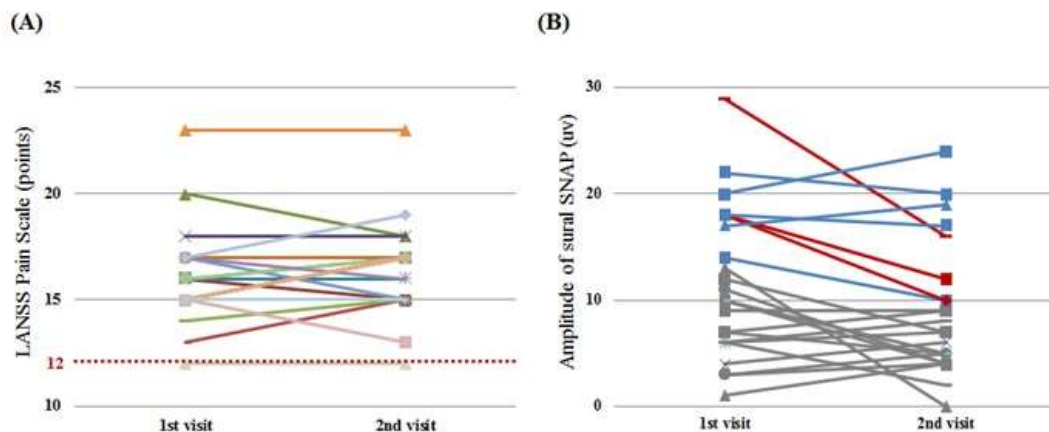 (A)
(B)
LANSS Pain Scale (points)
25
20
15
12
10
1st visit
2nd visit
Amplitude of sural SNAP (uv)
30
20
10
0
1st visit
2nd visit